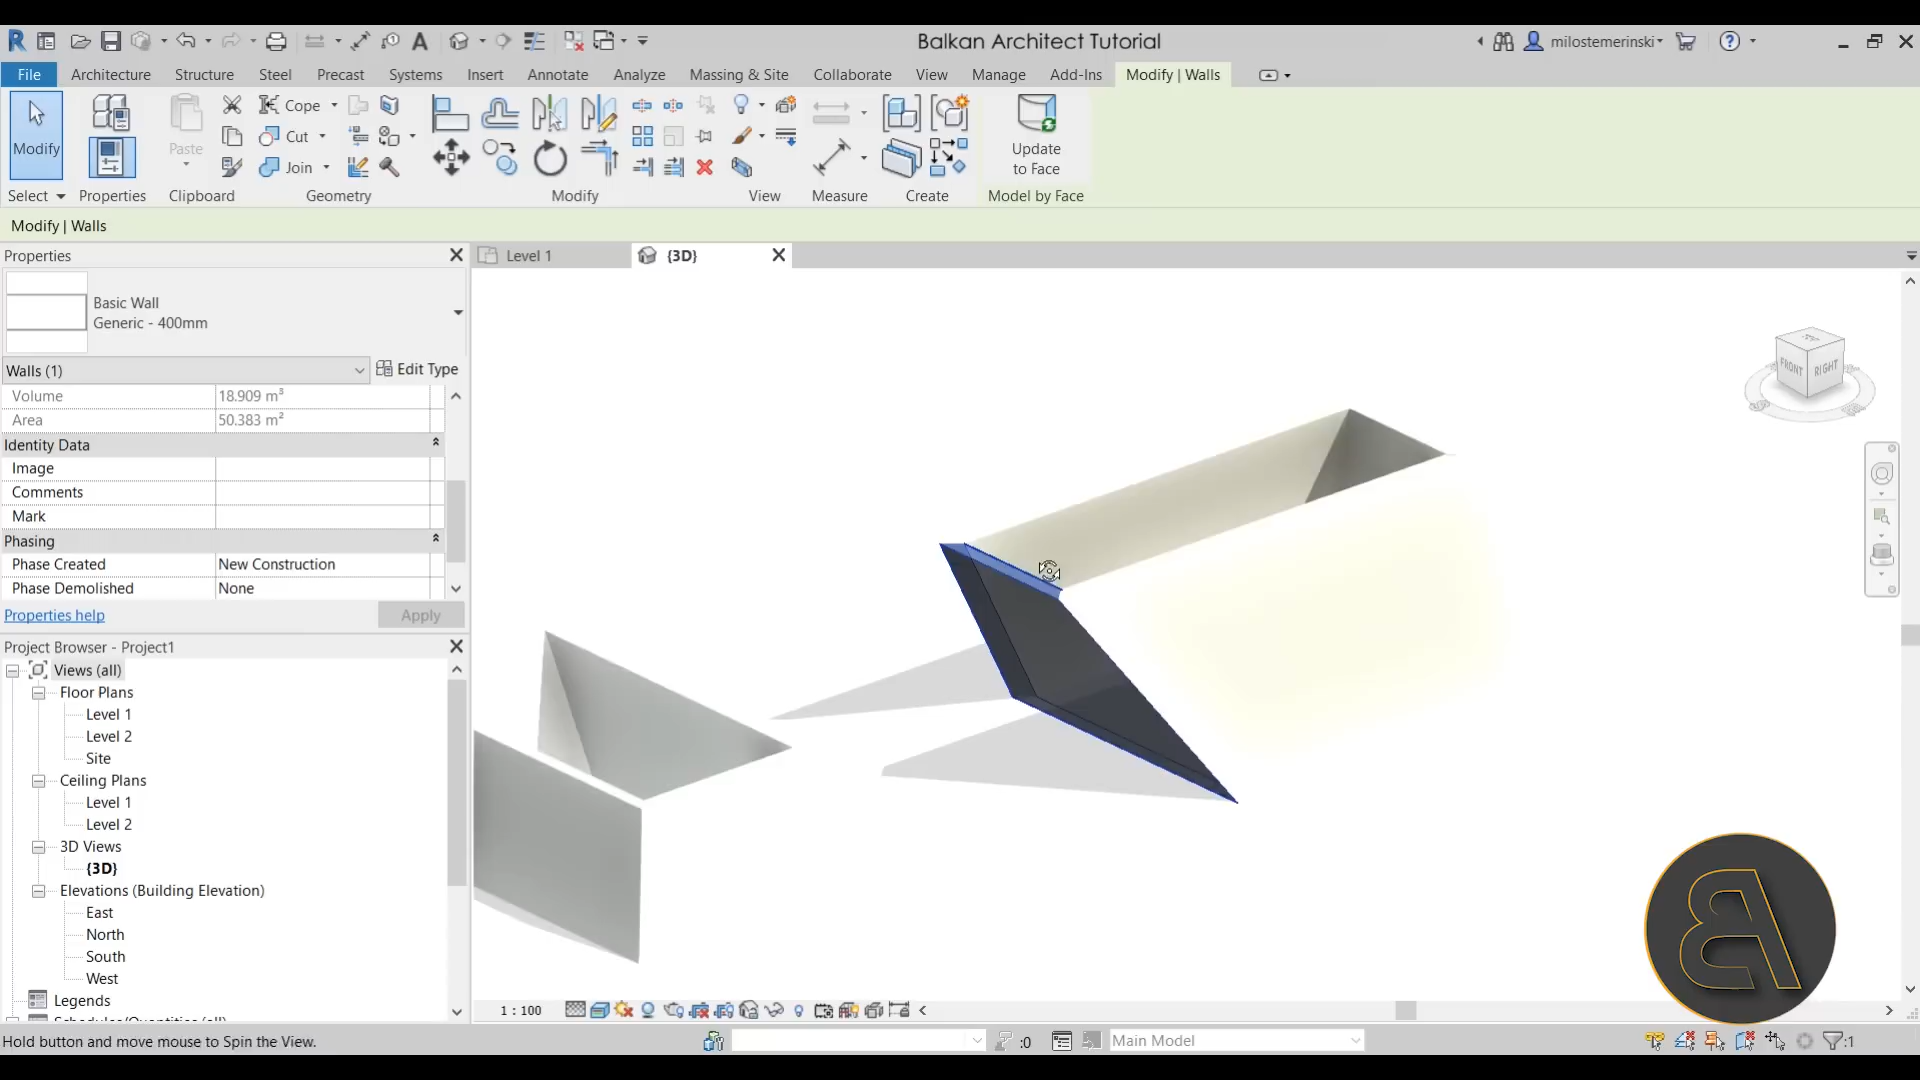 Balkan Architect Tutorial
milostemerinski
File Architecture Structure Steel Precast Systems Insert Annotate Analyze Massing & Site Collaborate View Manage Add-Ins Modify | Walls
Modify
Paste
Cope
Cut
Join
Update
to Face
Select Properties Clipboard Geometry Modify View Measure Create Model by Face
Modify | Walls
Properties
Level 1
{3D}
Basic Wall
Generic - 400mm
Walls (1)
Edit Type
Volume 18.909 m³
Area 50.383 m²
Identity Data
Image
Comments
Mark
Phasing
Phase Created New Construction
Phase Demolished None
Properties help
Apply
FRONT
RIGHT
Project Browser - Project1
Views (all)
Floor Plans
Level 1
Level 2
Site
Ceiling Plans
Level 1
Level 2
3D Views
{3D}
Elevations (Building Elevation)
East
North
South
West
Legends
Schedules/Quantities (all)
1 : 100
Hold button and move mouse to Spin the View.
:0
Main Model
:1